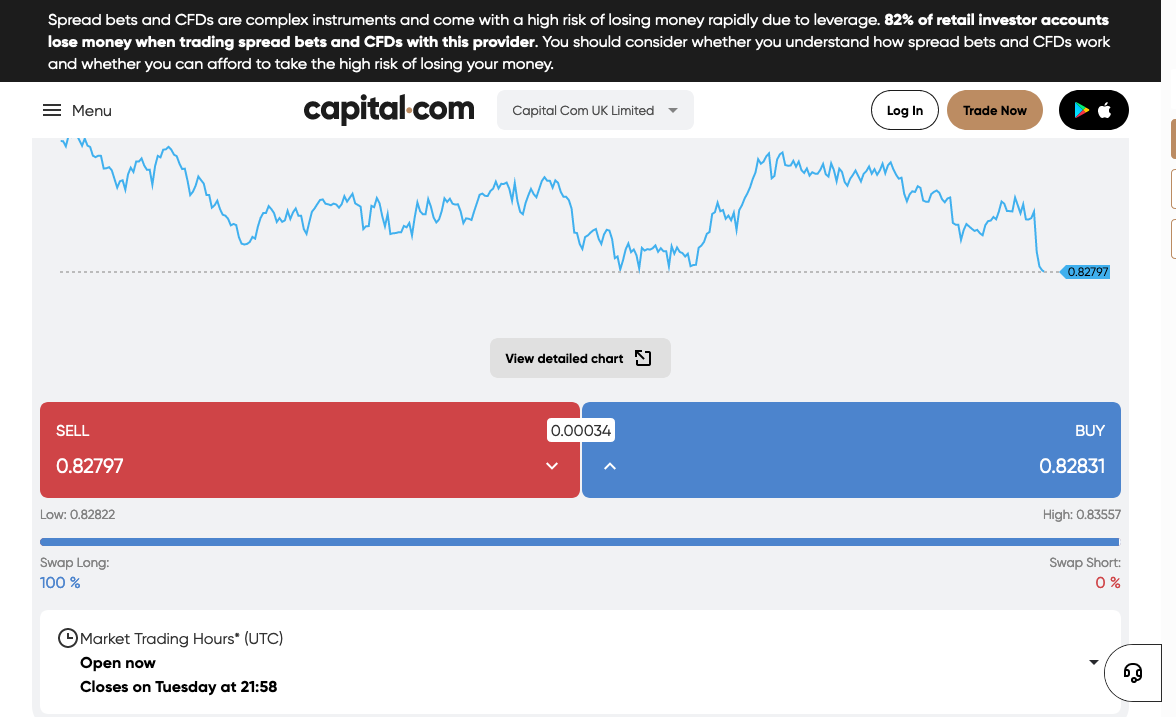 Spread bets and CFDs are complex instruments and come with a high risk of losing money rapidly due to leverage. 82% of retail investor accounts
lose money when trading spread bets and CFDs with this provider. You should consider whether you understand how spread bets and CFDs work
and whether you can afford to take the high risk of losing your money.
Menu
capital.com
Capital Com UK Limited
Log In
Trade Now
0.82797
View detailed chart
SELL
0.00034
BUY
0.82797
0.82831
Low: 0.82822
High: 0.83557
Swap Long:
Swap Short:
100 %
0 %
Market Trading Hours* (UTC)
Open now
Closes on Tuesday at 21:58